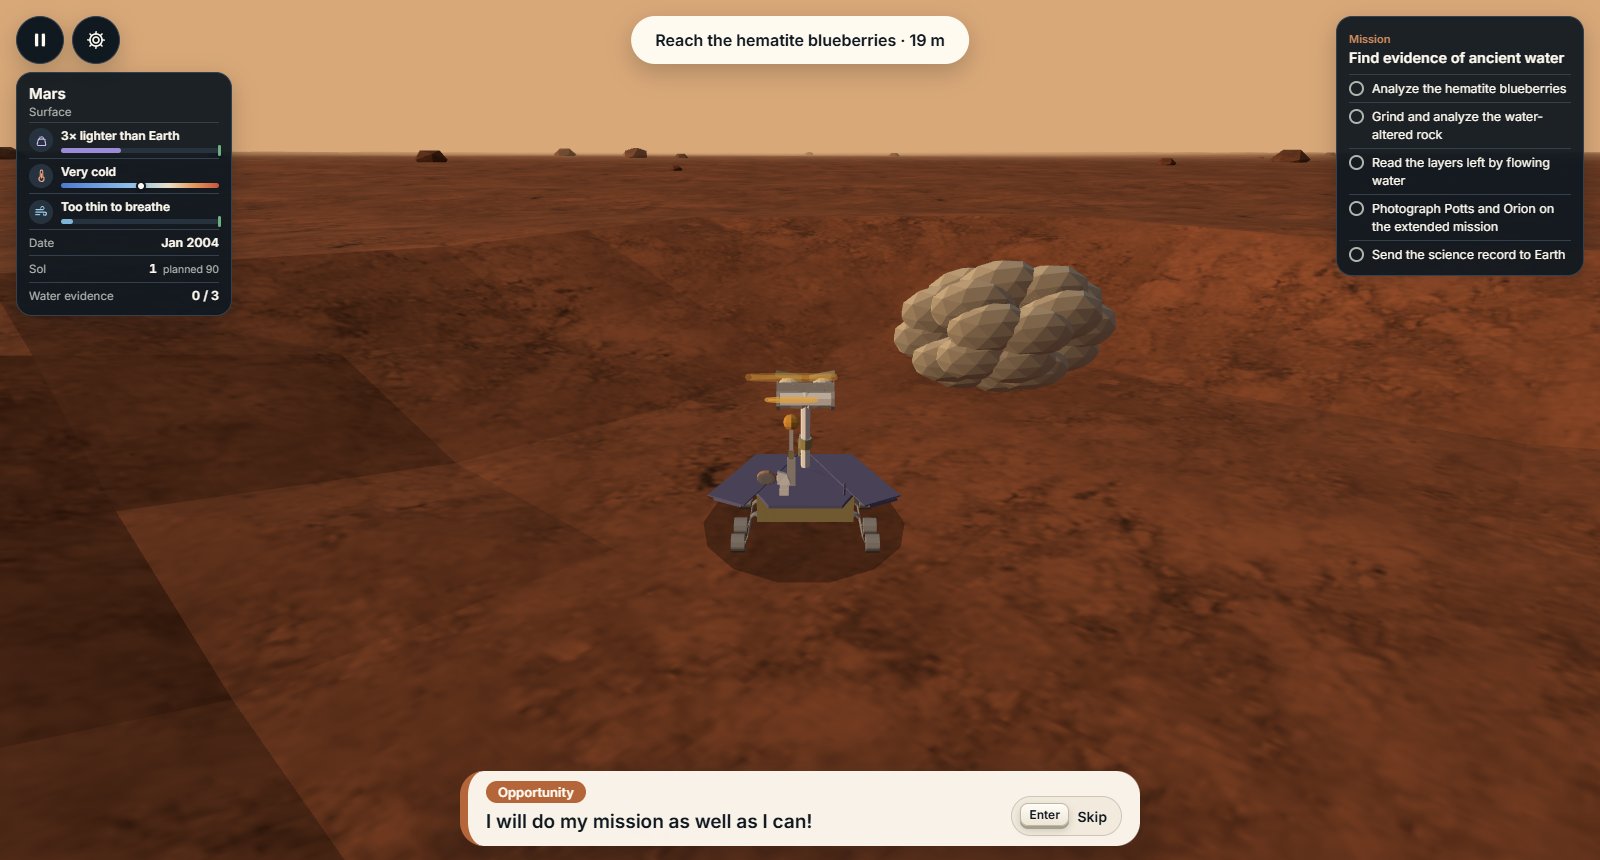 Reach the hematite blueberries · 19 m
Mars
Surface
3× lighter than Earth
Very cold
Too thin to breathe
Date Jan 2004
Sol 1 planned 90
Water evidence 0 / 3
Mission
Find evidence of ancient water
Analyze the hematite blueberries
Grind and analyze the water-
altered rock
Read the layers left by flowing
water
Photograph Potts and Orion on
the extended mission
Send the science record to Earth
Opportunity
I will do my mission as well as I can!
Enter Skip